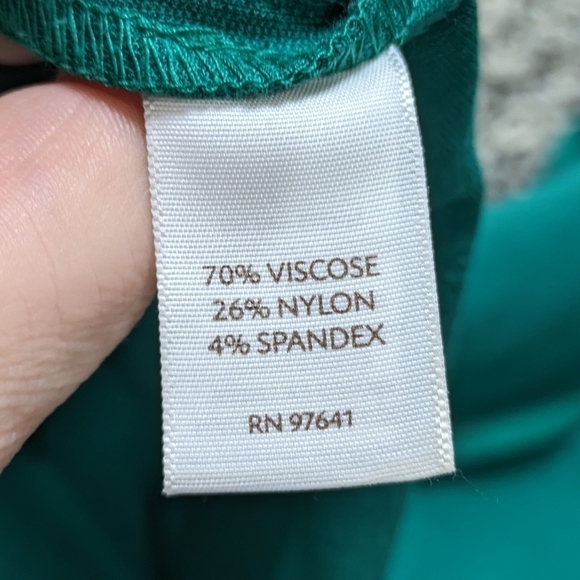 70% VISCOSE
26% NYLON
4% SPANDEX
RN 97641